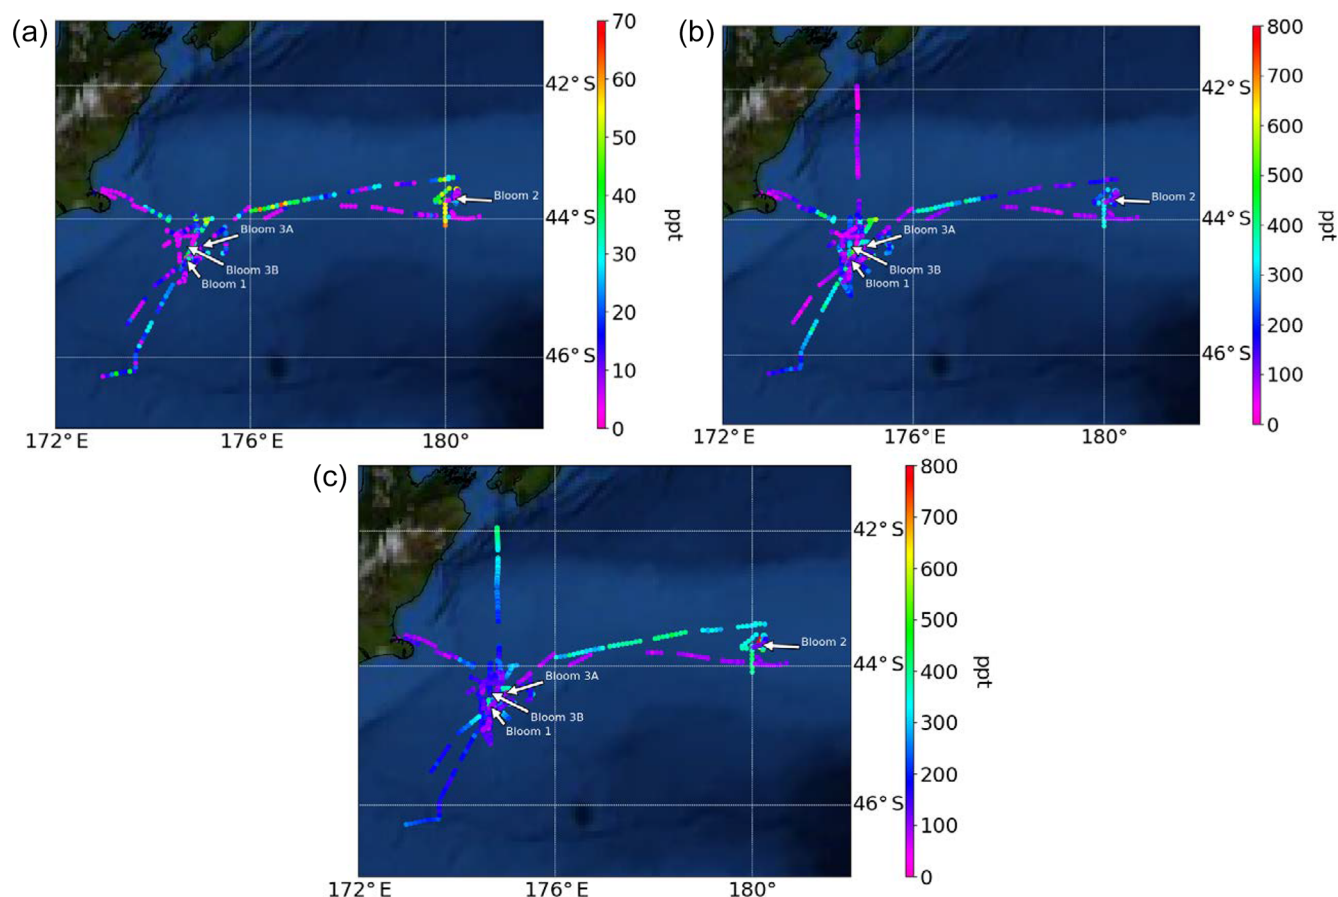 (a)
70
60
50
40
30
20
10
0
ppt
42° S
44° S
46° S
172° E
176° E
180°
Bloom 2
Bloom 3A
Bloom 3B
Bloom 1
(b)
800
700
600
500
400
300
200
100
0
ppt
42° S
44° S
46° S
172° E
176° E
180°
Bloom 2
Bloom 3A
Bloom 3B
Bloom 1
(c)
800
700
600
500
400
300
200
100
0
ppt
42° S
44° S
46° S
172° E
176° E
180°
Bloom 2
Bloom 3A
Bloom 3B
Bloom 1